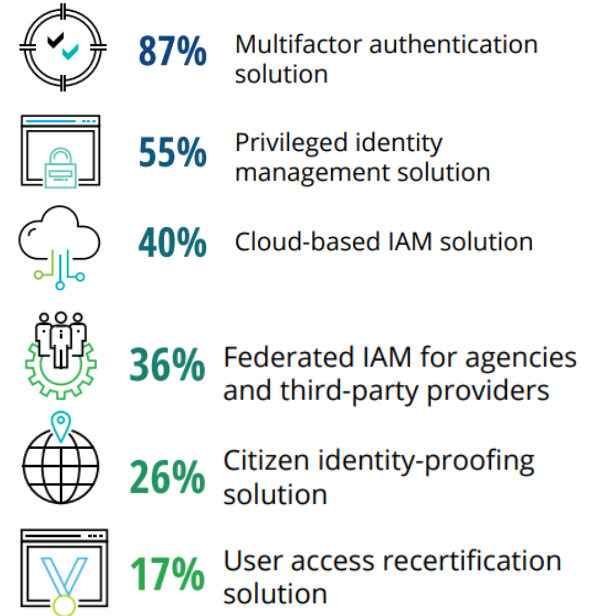 87% Multifactor authentication
solution
55% Privileged identity
management solution
40% Cloud-based IAM solution
36% Federated IAM for agencies
and third-party providers
26% Citizen identity-proofing
solution
17% User access recertification
solution